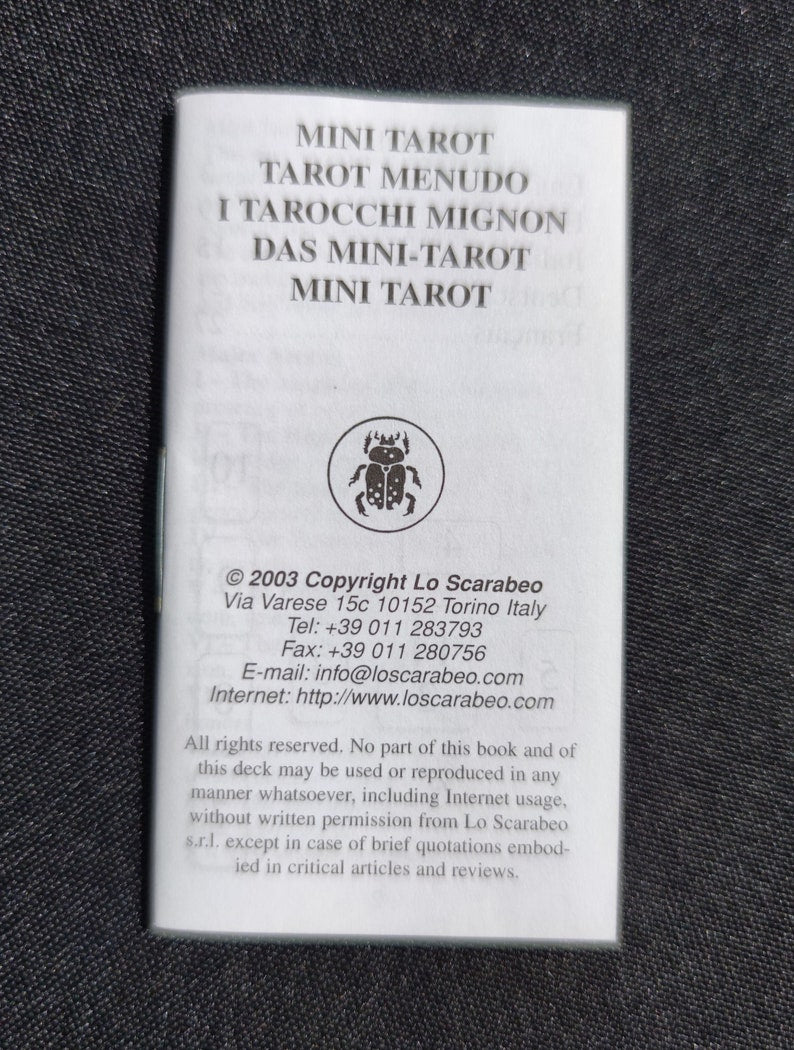 MINI TAROT
TAROT MENUDO
I TAROCCHI MIGNON
DAS MINI-TAROT
MINI TAROT
© 2003 Copyright Lo Scarabeo
Via Varese 15c 10152 Torino Italy
Tel: +39 011 283793
Fax: +39 011 280756
E-mail: info@loscarabeo.com
Internet: http://www.loscarabeo.com
All rights reserved. No part of this book and of
this deck may be used or reproduced in any
manner whatsoever, including Internet usage,
without written permission from Lo Scarabeo
s.r.l. except in case of brief quotations embod-
ied in critical articles and reviews.